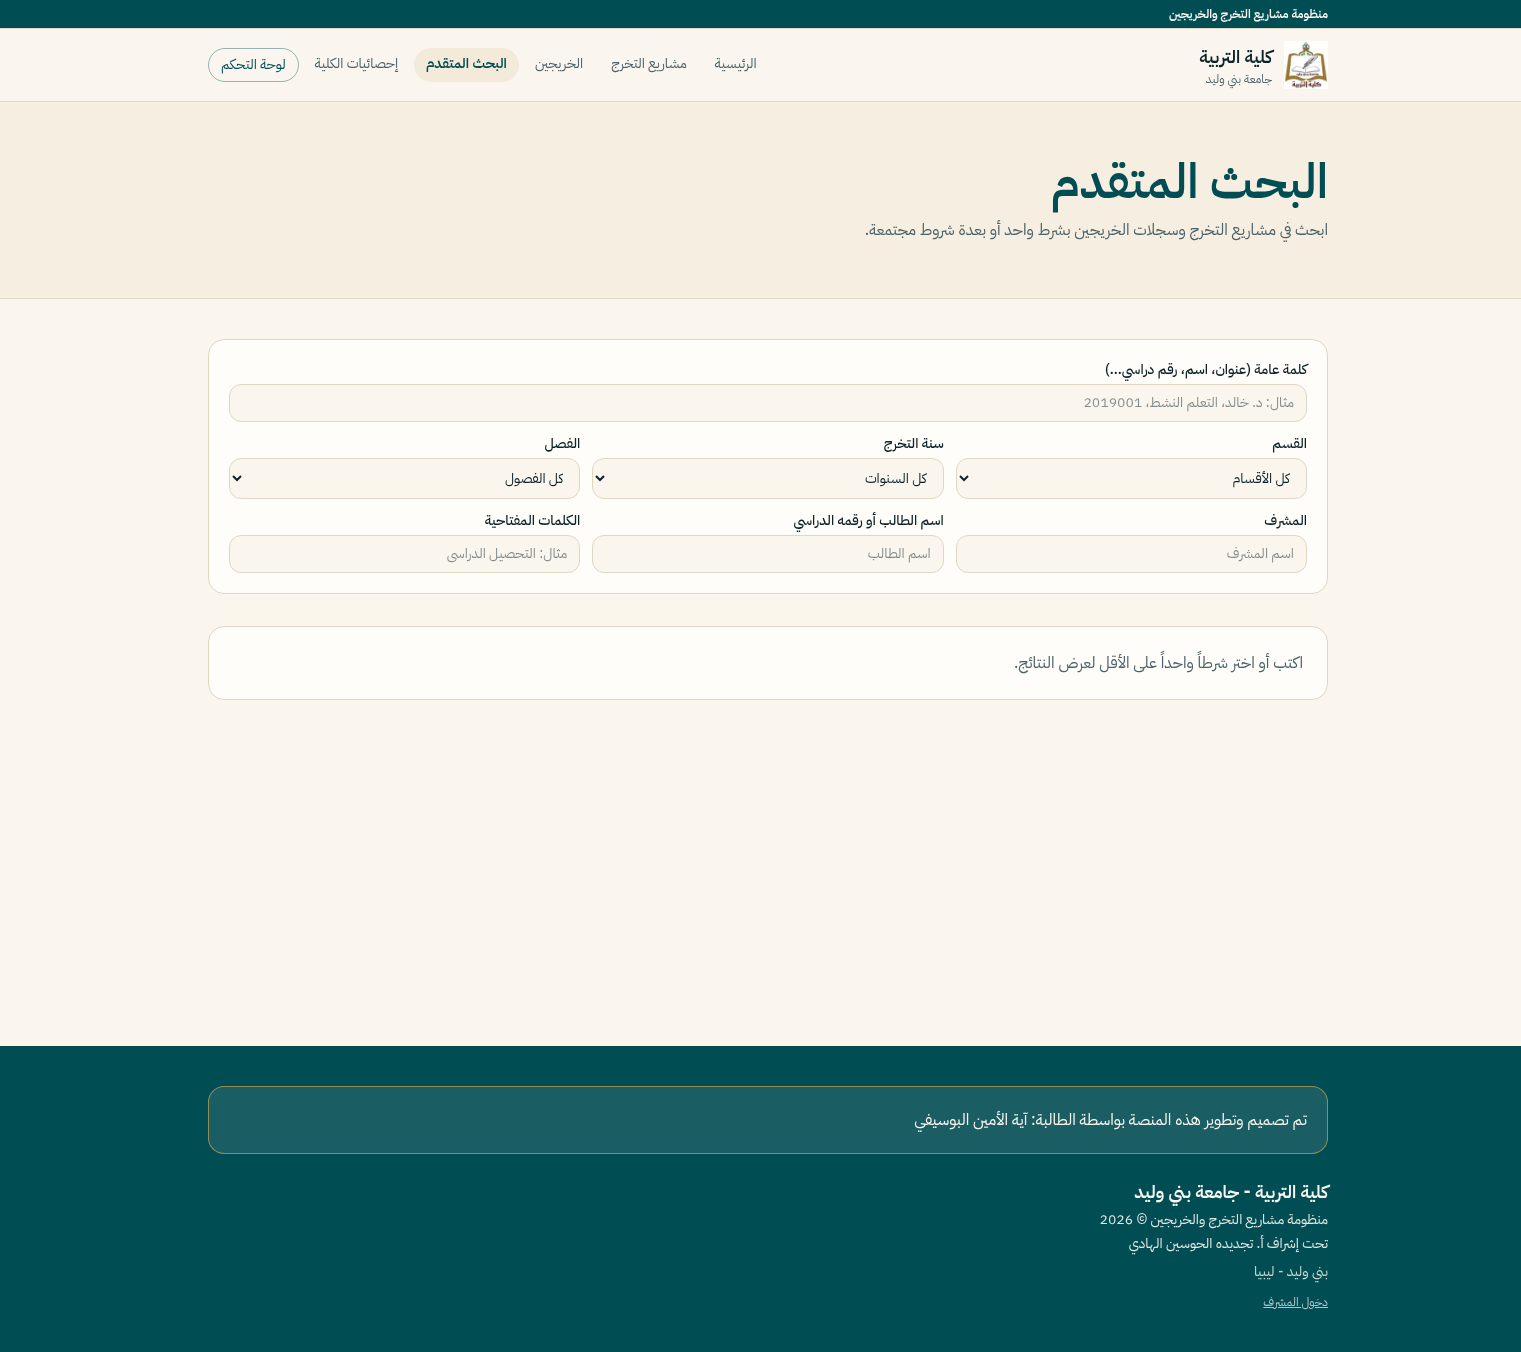 منظومة مشاريع التخرج والخريجين
كلية التربية
جامعة بني وليد
كلية التربية
الرئيسية
مشاريع التخرج
الخريجين
البحث المتقدم
إحصائيات الكلية
لوحة التحكم
البحث المتقدم
ابحث في مشاريع التخرج وسجلات الخريجين بشرط واحد أو بعدة شروط مجتمعة.
كلمة عامة (عنوان، اسم، رقم دراسي...)
مثال: د. خالد، التعلم النشط، 2019001
القسم
سنة التخرج
الفصل
كل الأقسام
كل السنوات
كل الفصول
المشرف
اسم الطالب أو رقمه الدراسي
الكلمات المفتاحية
اسم المشرف
اسم الطالب
مثال: التحصيل الدراسي
اكتب أو اختر شرطاً واحداً على الأقل لعرض النتائج.
تم تصميم وتطوير هذه المنصة بواسطة الطالبة: آية الأمين البوسيفي
كلية التربية - جامعة بني وليد
منظومة مشاريع التخرج والخريجين © 2026
تحت إشراف أ. تجديده الحوسين الهادي
بني وليد - ليبيا
دخول المشرف